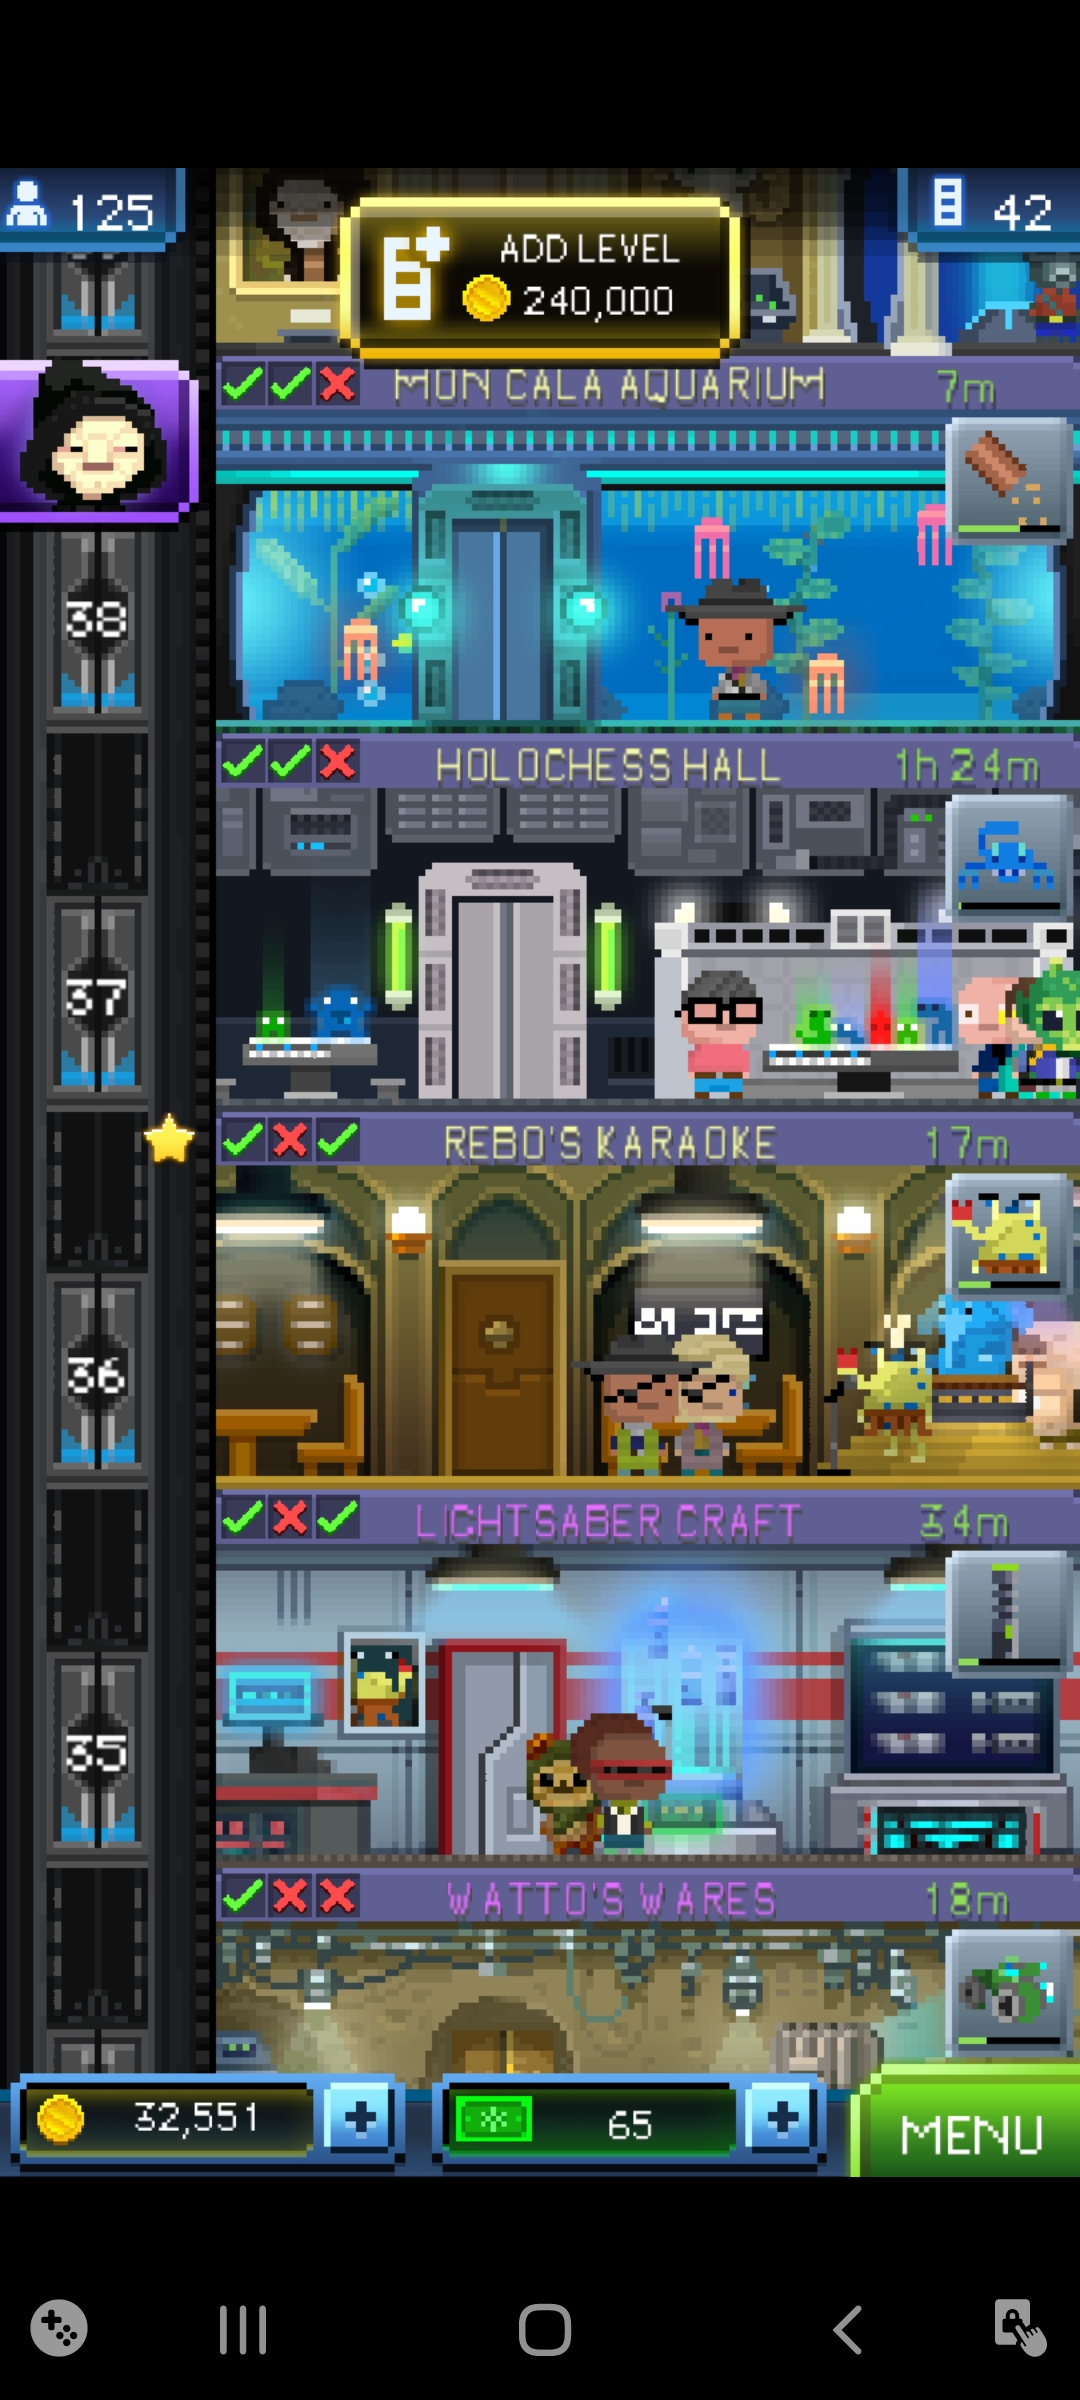 125
42
ADD LEVEL
240,000
MON CALA AQUARIUM 7m
38
HOLOCHESS HALL 1h 24m
37
REBO'S KARAOKE 17m
36
LIGHTSABER CRAFT 34m
35
WATTO'S WARES 18m
32,551
65
MENU